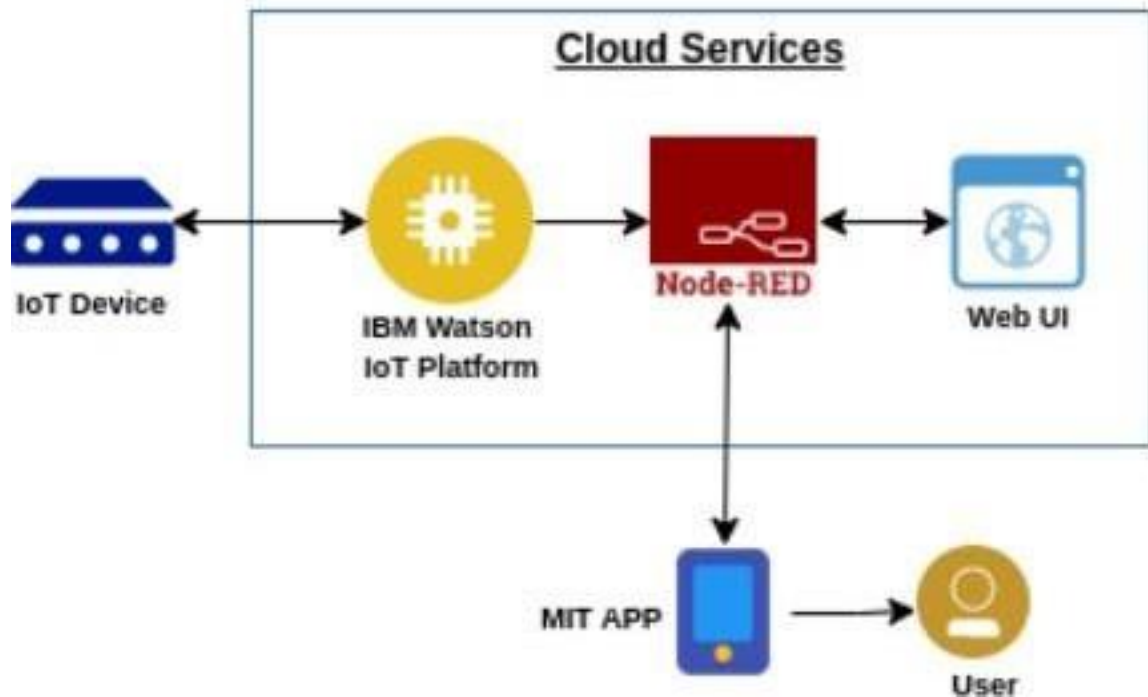 Cloud Services
IoT Device
IBM Watson
IoT Platform
Node-RED
Web UI
MIT APP
User